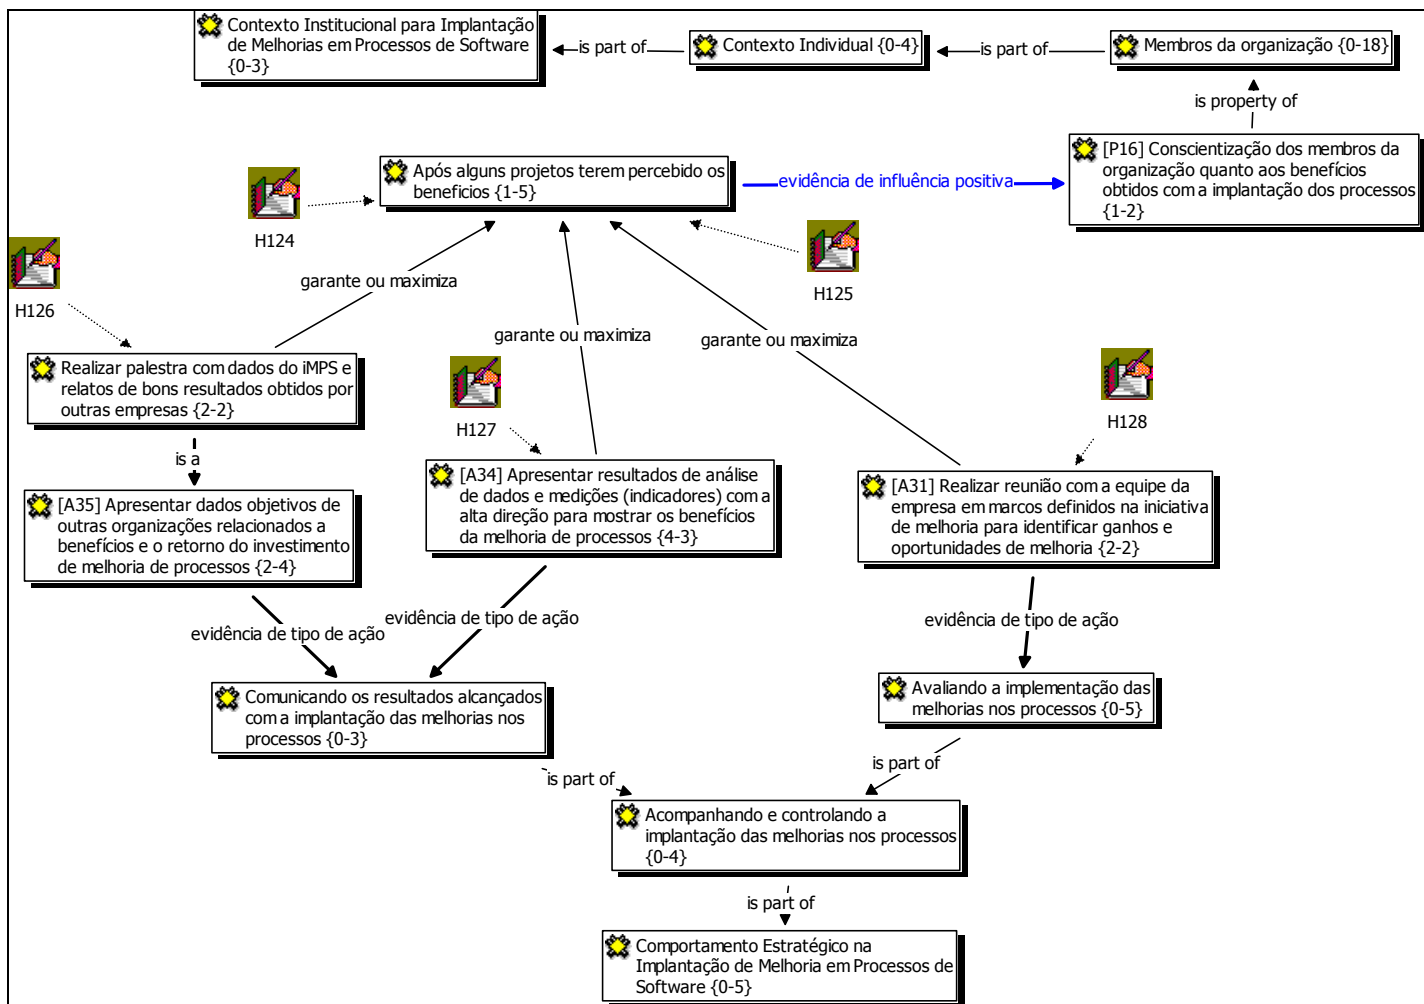 Contexto Institucional para Implantação
de Melhorias em Processos de Software
{0-3}
is part of
Contexto Individual {0-4}
is part of
Membros da organização {0-18}
is property of
[P16] Conscientização dos membros da
organização quanto aos benefícios
obtidos com a implantação dos processos
{1-2}
Após alguns projetos terem percebido os
beneficios {1-5}
evidência de influência positiva
H124
H125
H126
garante ou maximiza
garante ou maximiza
garante ou maximiza
Realizar palestra com dados do iMPS e
relatos de bons resultados obtidos por
outras empresas {2-2}
H127
H128
is a
[A35] Apresentar dados objetivos de
outras organizações relacionados a
benefícios e o retorno do investimento
de melhoria de processos {2-4}
[A34] Apresentar resultados de análise
de dados e medições (indicadores) com a
alta direção para mostrar os benefícios
da melhoria de processos {4-3}
[A31] Realizar reunião com a equipe da
empresa em marcos definidos na iniciativa
de melhoria para identificar ganhos e
oportunidades de melhoria {2-2}
evidência de tipo de ação
evidência de tipo de ação
evidência de tipo de ação
Comunicando os resultados alcançados
com a implantação das melhorias nos
processos {0-3}
Avaliando a implementação das
melhorias nos processos {0-5}
is part of
is part of
Acompanhando e controlando a
implantação das melhorias nos processos
{0-4}
is part of
Comportamento Estratégico na
Implantação de Melhoria em Processos de
Software {0-5}